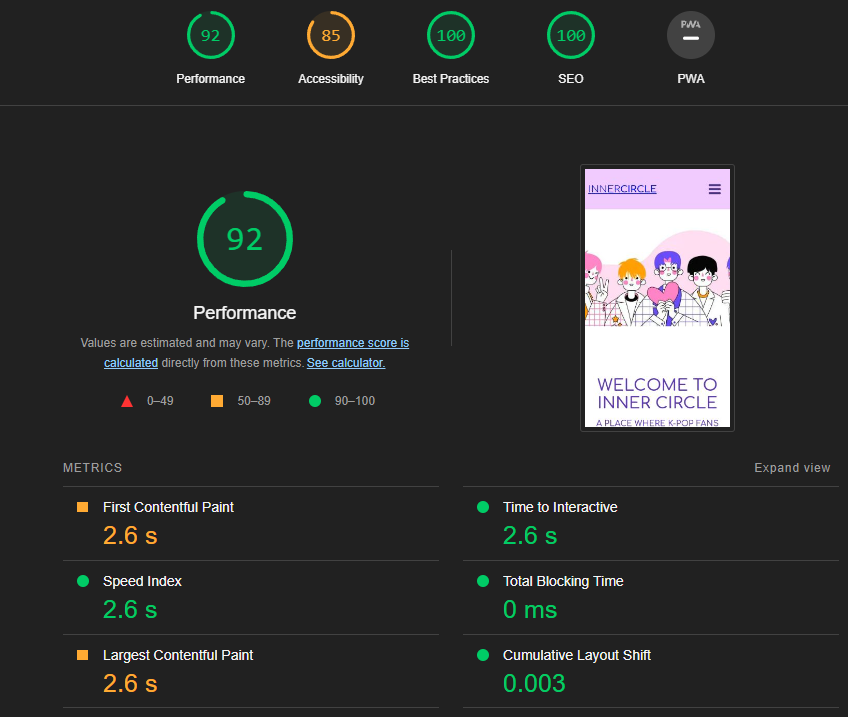 92
85
100
100
PWA
Performance
Accessibility
Best Practices
SEO
PWA
92
Performance
Values are estimated and may vary. The performance score is
calculated directly from these metrics. See calculator.
0–49
50–89
90–100
INNERCIRCLE
WELCOME TO
INNER CIRCLE
A PLACE WHERE K-POP FANS
METRICS
Expand view
First Contentful Paint
2.6 s
Time to Interactive
2.6 s
Speed Index
2.6 s
Total Blocking Time
0 ms
Largest Contentful Paint
2.6 s
Cumulative Layout Shift
0.003